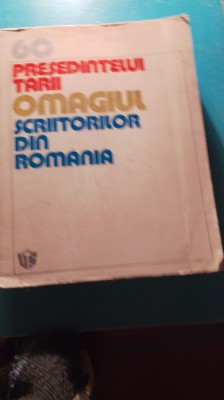 60
PREȘEDINTELUI
ȚĂRII
OMAGIUL
SCRIITORILOR
DIN
ROMÂNIA